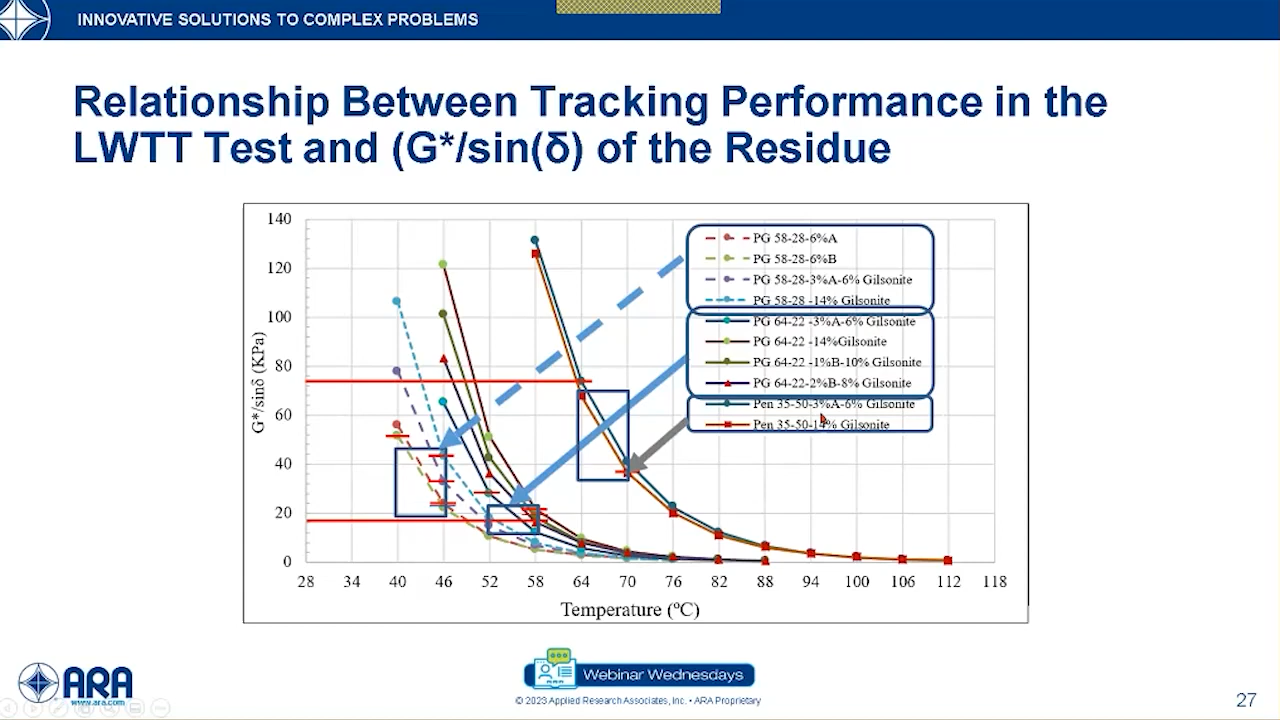 INNOVATIVE SOLUTIONS TO COMPLEX PROBLEMS
Relationship Between Tracking Performance in the
LWTT Test and (G*/sin(δ) of the Residue
140
120
100
80
60
40
20
0
G*/sinδ (KPa)
PG 58-28-6%A
PG 58-28-6%B
PG 58-28-3%A-6% Gilsonite
PG 58-28 -14% Gilsonite
PG 64-22 -3%A-6% Gilsonite
PG 64-22 -14%Gilsonite
PG 64-22 -1%B-10% Gilsonite
PG 64-22-2%B-8% Gilsonite
Pen 35-50-3%A-6% Gilsonite
Pen 35-50-14% Gilsonite
28 34 40 46 52 58 64 70 76 82 88 94 100 106 112 118
Temperature (ºC)
ARA
www.ara.com
Webinar Wednesdays
© 2023 Applied Research Associates, Inc. • ARA Proprietary
27